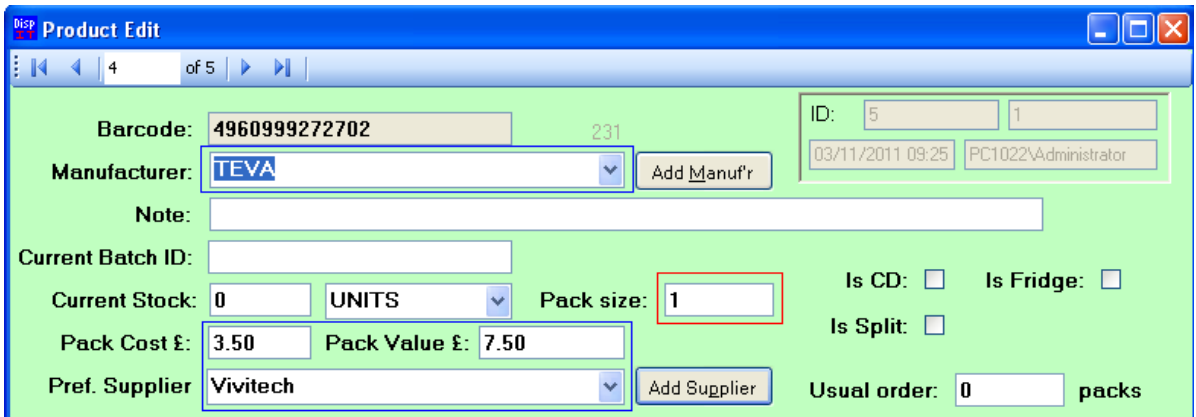 Disp IT Product Edit
4 of 5
Barcode: 4960999272702 231 ID: 5 1
Manufacturer: TEVA Add Manuf'r 03/11/2011 09:25 PC1022\Administrator
Note:
Current Batch ID:
Is CD: Is Fridge:
Current Stock: 0 UNITS Pack size: 1
Is Split:
Pack Cost £: 3.50 Pack Value £: 7.50
Pref. Supplier Vivitech Add Supplier Usual order: 0 packs